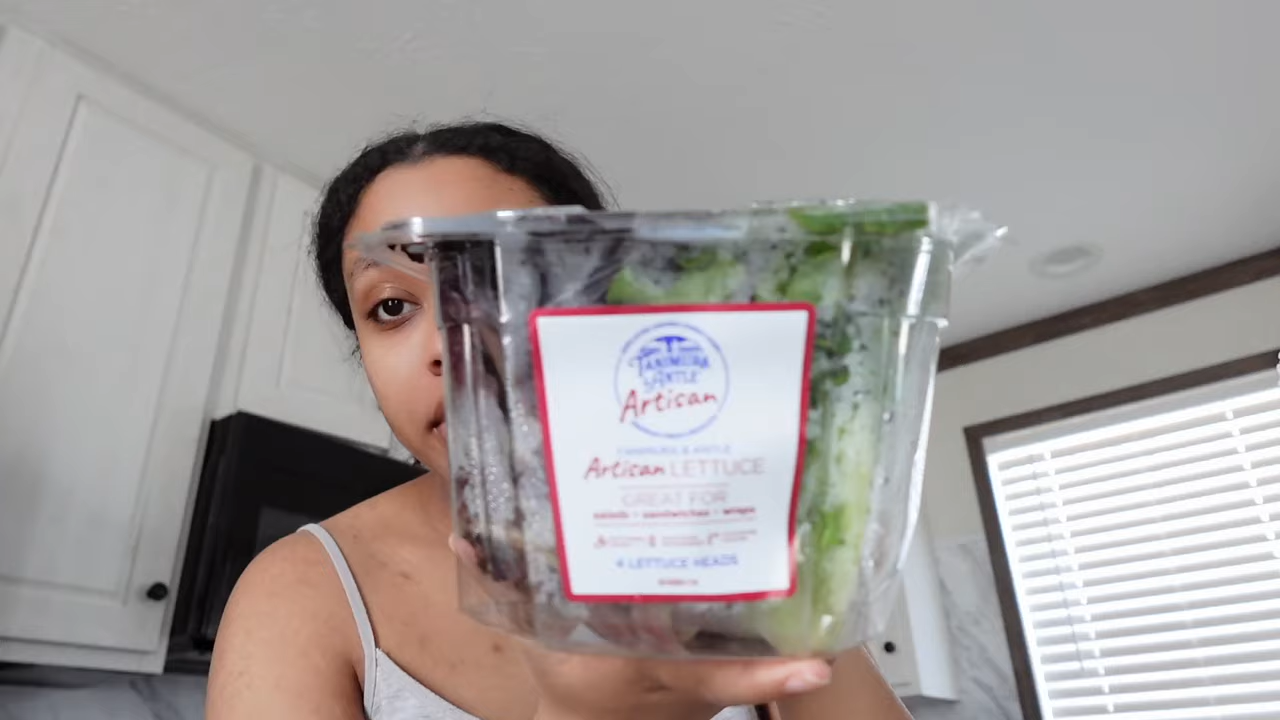 TANIMURA
& ANTLE
Artisan
TANIMURA & ANTLE
Artisan LETTUCE
GREAT FOR
salads • sandwiches • wraps
4 LETTUCE HEADS